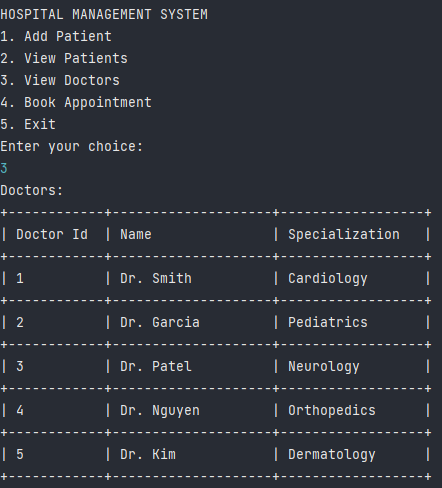 HOSPITAL MANAGEMENT SYSTEM
1. Add Patient
2. View Patients
3. View Doctors
4. Book Appointment
5. Exit
Enter your choice:
3
Doctors:
+------------+--------------------+------------------+
| Doctor Id  | Name               | Specialization   |
+------------+--------------------+------------------+
| 1          | Dr. Smith          | Cardiology       |
+------------+--------------------+------------------+
| 2          | Dr. Garcia         | Pediatrics       |
+------------+--------------------+------------------+
| 3          | Dr. Patel          | Neurology        |
+------------+--------------------+------------------+
| 4          | Dr. Nguyen         | Orthopedics      |
+------------+--------------------+------------------+
| 5          | Dr. Kim            | Dermatology      |
+------------+--------------------+------------------+